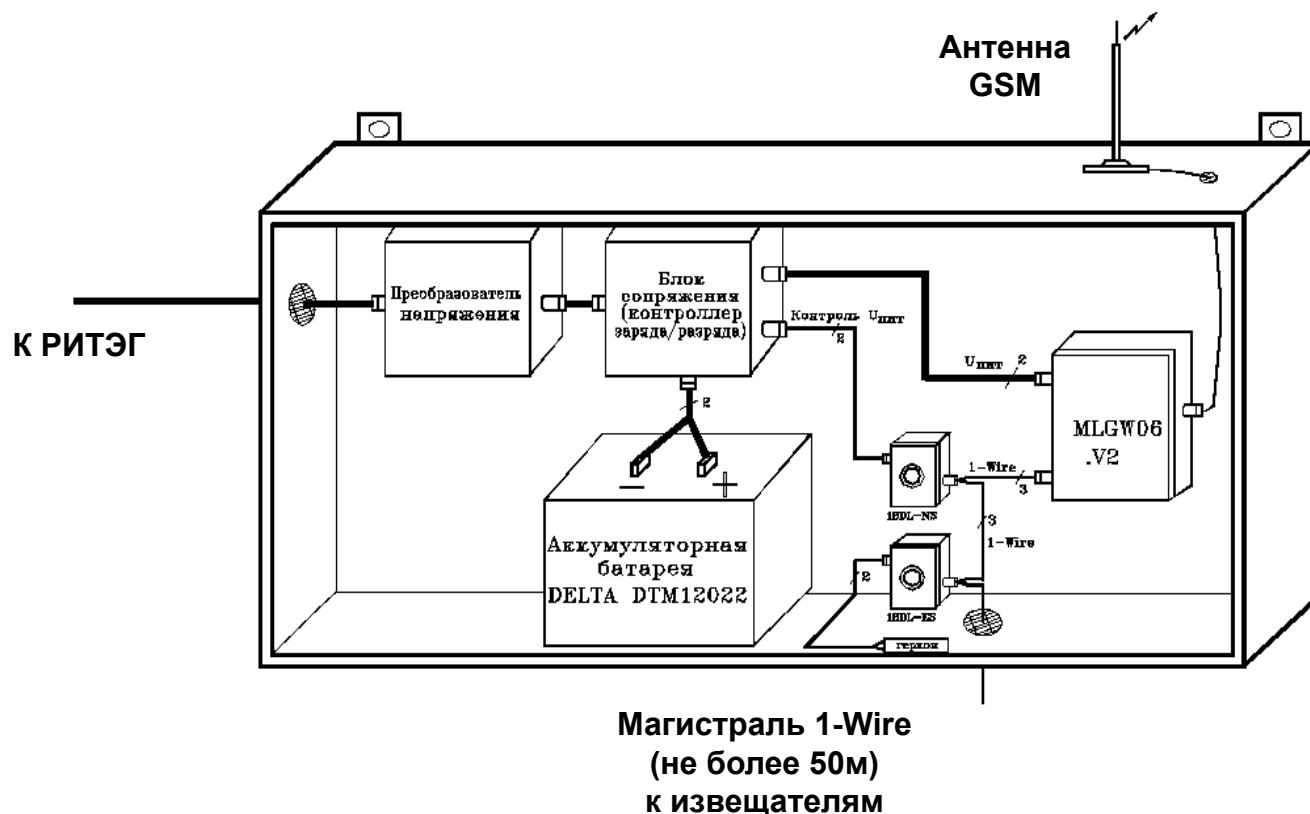 Антенна
GSM
К РИТЭГ
Преобразователь
напряжения
Блок
сопряжения
(контроллер
заряда/разряда)
Контроль Uпит
2
Uпит 2
MLGW06
.V2
2
1-Wire
3
1HDL-NS
3
1-Wire
Аккумуляторная
батарея
DELTA DTM12022
− +
2
1HDL-ES
геркон
Магистраль 1-Wire
(не более 50м)
к извещателям